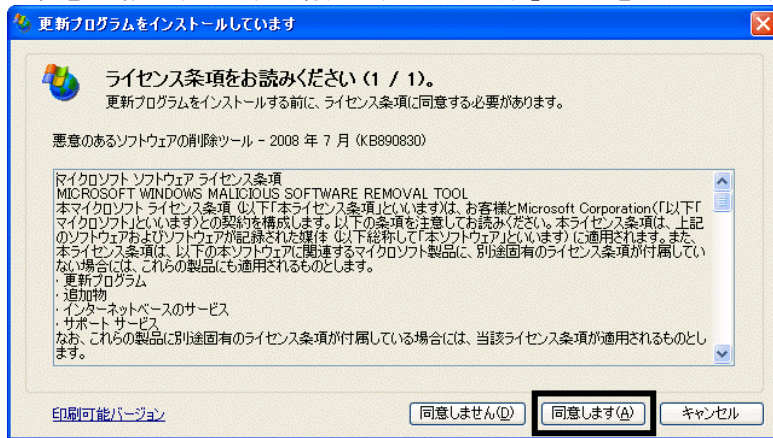 更新プログラムをインストールしています
ライセンス条項をお読みください (1 / 1)。
更新プログラムをインストールする前に、ライセンス条項に同意する必要があります。
悪意のあるソフトウェアの削除ツール - 2008 年 7 月 (KB890830)
マイクロソフト ソフトウェア ライセンス条項
MICROSOFT WINDOWS MALICIOUS SOFTWARE REMOVAL TOOL
本マイクロソフト ライセンス条項 (以下「本ライセンス条項」といいます)は、お客様とMicrosoft Corporation(「以下「
マイクロソフト」といいます)との契約を構成します。以下の条項を注意してお読みください。本ライセンス条項は、上記
のソフトウェアおよびソフトウェアが記録された媒体 (以下総称して「本ソフトウェア」といいます) に適用されます。また、
本ライセンス条項は、以下の本ソフトウェアに関連するマイクロソフト製品に、別途固有のライセンス条項が付属してい
ない場合には、これらの製品にも適用されるものとします。
・更新プログラム
・追加物
・インターネットベースのサービス
・サポート サービス
なお、これらの製品に別途固有のライセンス条項が付属している場合には、当該ライセンス条項が適用されるものとし
ます。
印刷可能バージョン
同意しません(D)
同意します(A)
キャンセル